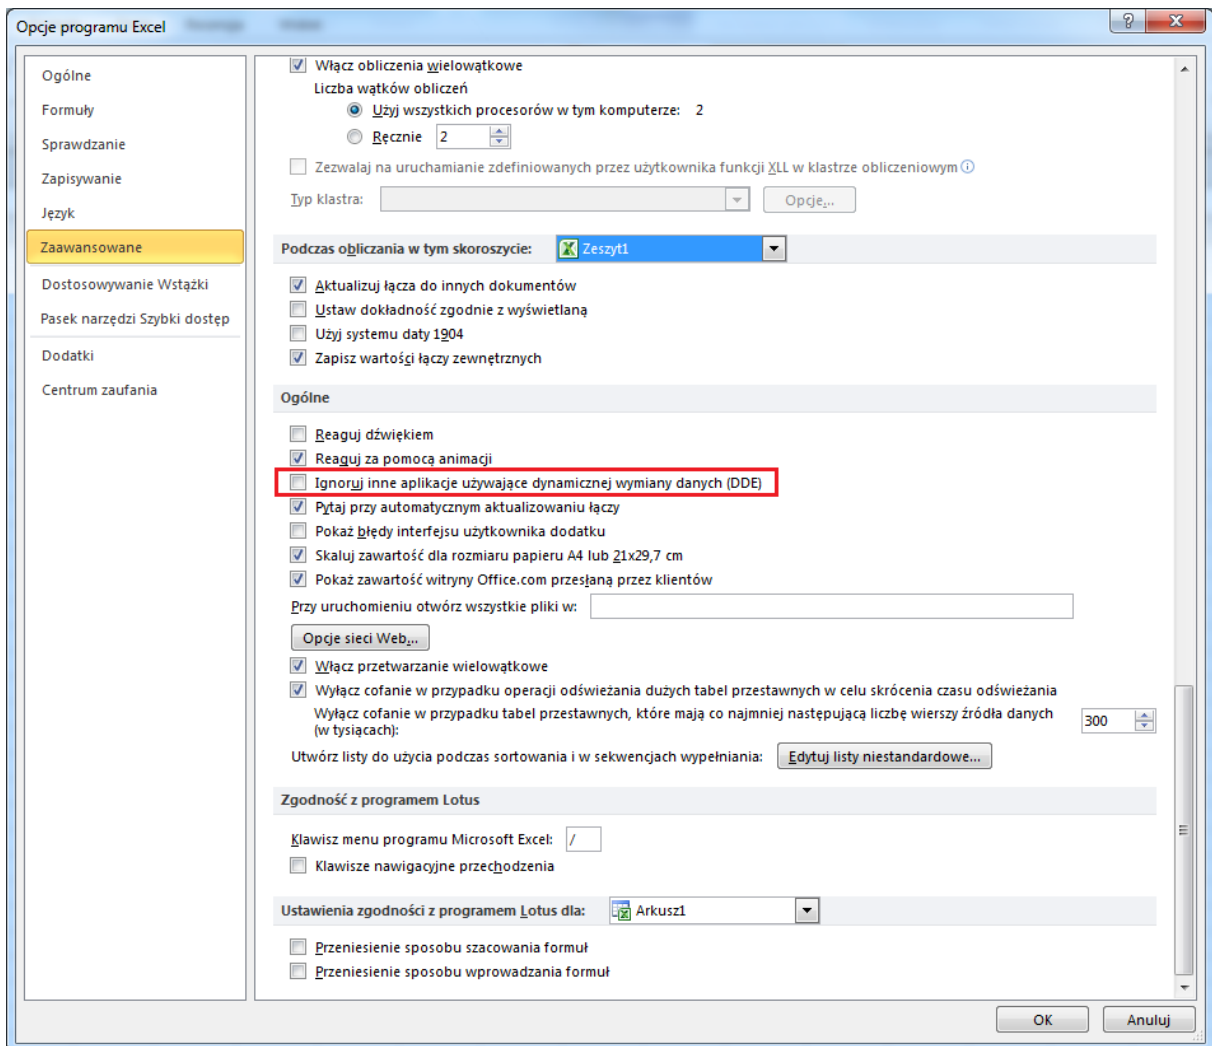 Opcje programu Excel
Ogólne
Formuły
Sprawdzanie
Zapisywanie
Język
Zaawansowane
Dostosowywanie Wstążki
Pasek narzędzi Szybki dostęp
Dodatki
Centrum zaufania
Włącz obliczenia wielowątkowe
Liczba wątków obliczeń
Użyj wszystkich procesorów w tym komputerze: 2
Ręcznie 2
Zezwalaj na uruchamianie zdefiniowanych przez użytkownika funkcji XLL w klastrze obliczeniowym
Typ klastra: Opcje...
Podczas obliczania w tym skoroszycie: Zeszyt1
Aktualizuj łącza do innych dokumentów
Ustaw dokładność zgodnie z wyświetlaną
Użyj systemu daty 1904
Zapisz wartości łączy zewnętrznych
Ogólne
Reaguj dźwiękiem
Reaguj za pomocą animacji
Ignoruj inne aplikacje używające dynamicznej wymiany danych (DDE)
Pytaj przy automatycznym aktualizowaniu łączy
Pokaż błędy interfejsu użytkownika dodatku
Skaluj zawartość dla rozmiaru papieru A4 lub 21x29,7 cm
Pokaż zawartość witryny Office.com przesłaną przez klientów
Przy uruchomieniu otwórz wszystkie pliki w:
Opcje sieci Web...
Włącz przetwarzanie wielowątkowe
Wyłącz cofanie w przypadku operacji odświeżania dużych tabel przestawnych w celu skrócenia czasu odświeżania
Wyłącz cofanie w przypadku tabel przestawnych, które mają co najmniej następującą liczbę wierszy źródła danych 300
(w tysiącach):
Utwórz listy do użycia podczas sortowania i w sekwencjach wypełniania: Edytuj listy niestandardowe...
Zgodność z programem Lotus
Klawisz menu programu Microsoft Excel: /
Klawisze nawigacyjne przechodzenia
Ustawienia zgodności z programem Lotus dla: Arkusz1
Przeniesienie sposobu szacowania formuł
Przeniesienie sposobu wprowadzania formuł
OK Anuluj